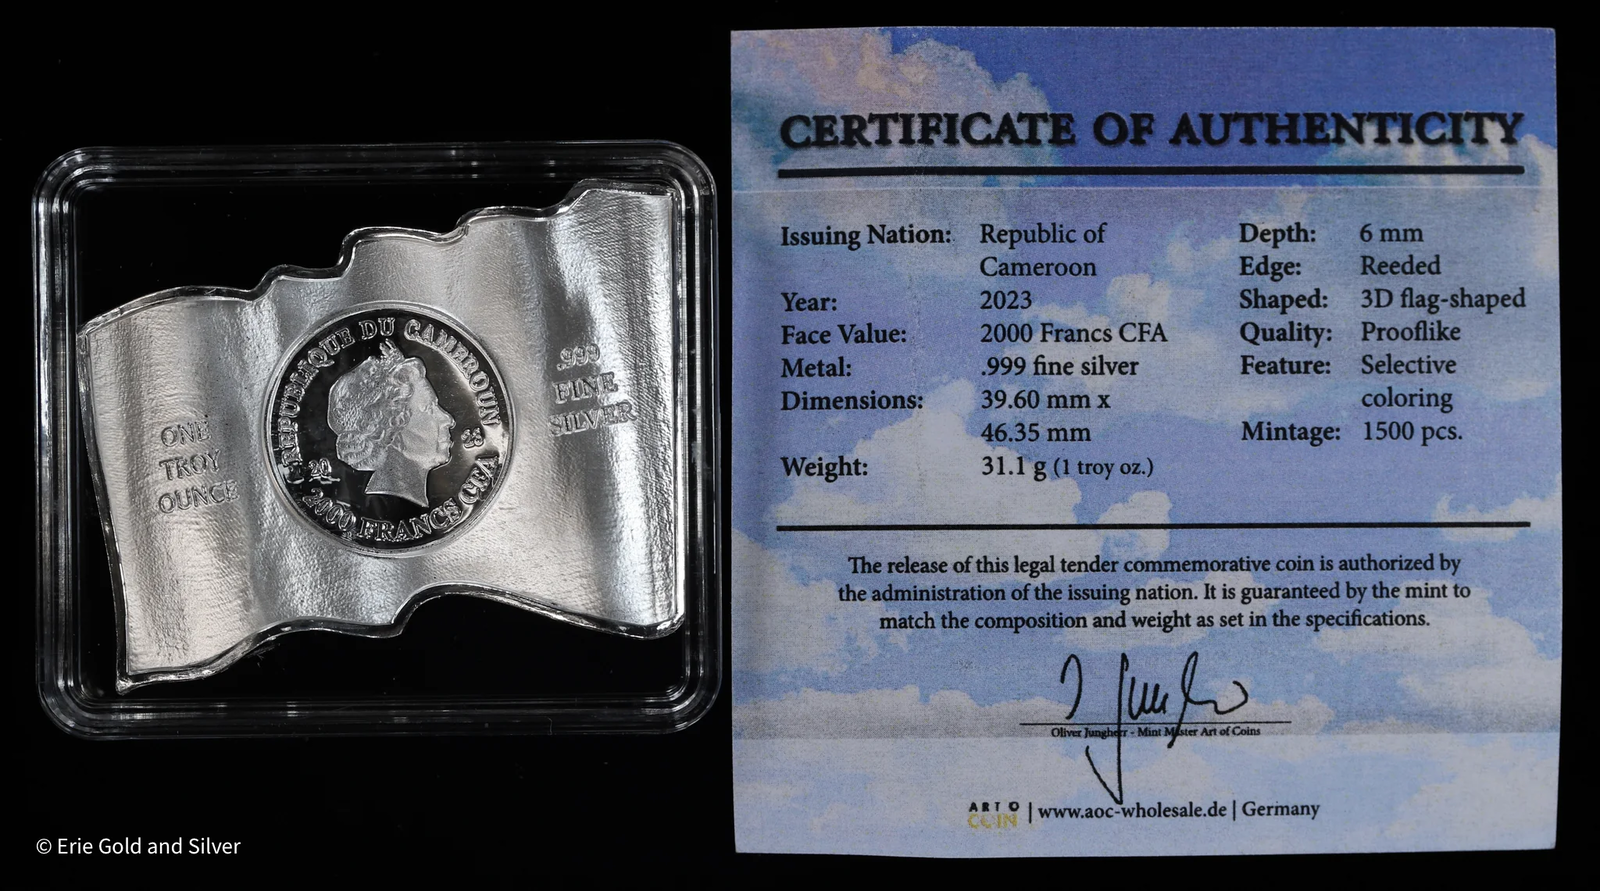 REPUBLIQUE DU CAMEROUN
20 23
2000 FRANCS CFA
ONE
TROY
OUNCE
.999
FINE
SILVER
© Erie Gold and Silver
CERTIFICATE OF AUTHENTICITY
Issuing Nation: Republic of
Cameroon
Year: 2023
Face Value: 2000 Francs CFA
Metal: .999 fine silver
Dimensions: 39.60 mm x
46.35 mm
Weight: 31.1 g (1 troy oz.)
Depth: 6 mm
Edge: Reeded
Shaped: 3D flag-shaped
Quality: Prooflike
Feature: Selective
coloring
Mintage: 1500 pcs.
The release of this legal tender commemorative coin is authorized by
the administration of the issuing nation. It is guaranteed by the mint to
match the composition and weight as set in the specifications.
Oliver Jungherr - Mint Master Art of Coins
ART O
COIN | www.aoc-wholesale.de | Germany